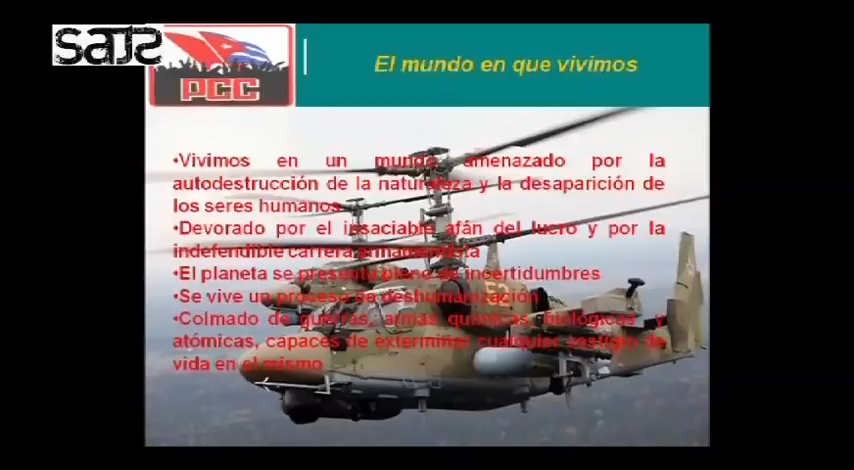 SATS
PCC
El mundo en que vivimos
•Vivimos en un mundo amenazado por la
autodestrucción de la naturaleza y la desaparición de
los seres humanos
•Devorado por el insaciable afán del lucro y por la
indefendible carrera armamentista
•El planeta se presenta pleno de incertidumbres
•Se vive un proceso de deshumanización
•Colmado de guerras, armas químicas, biológicas y
atómicas, capaces de exterminar cualquier vestigio de
vida en el mismo